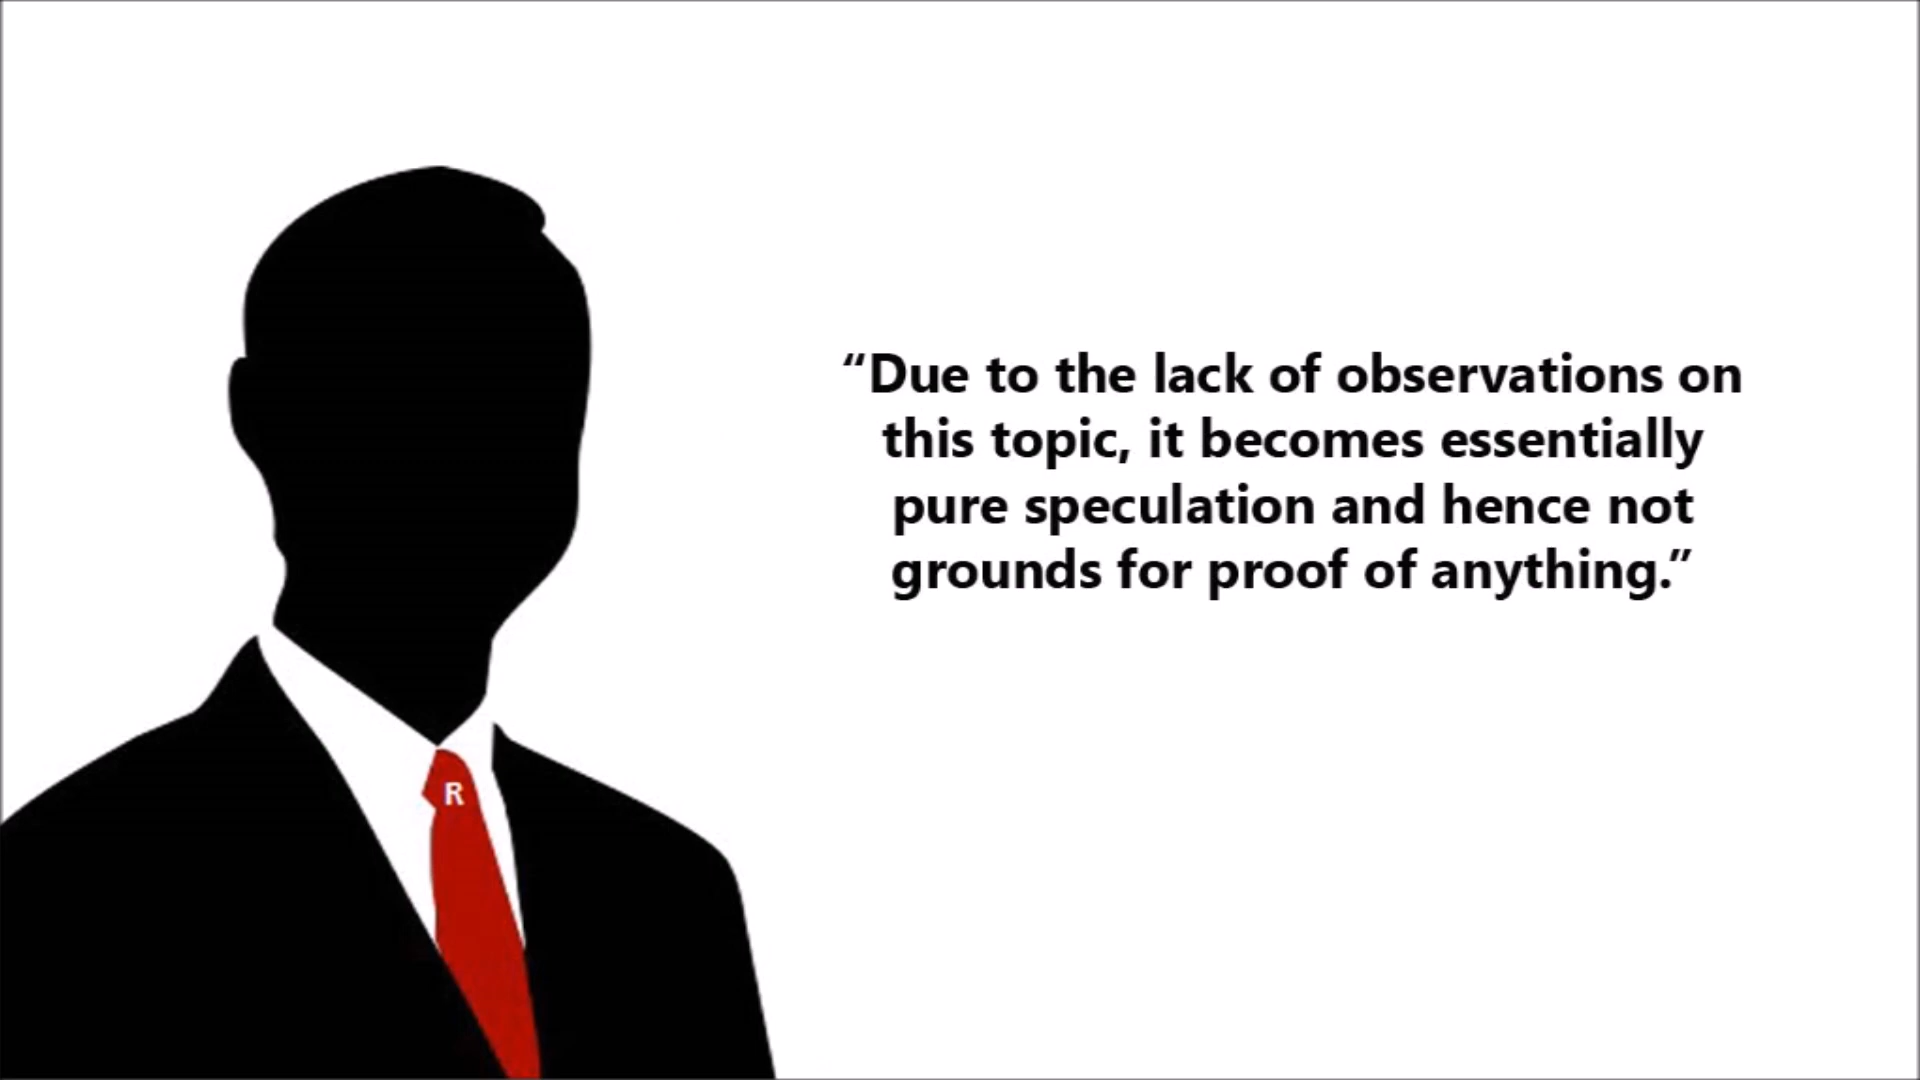 “Due to the lack of observations on
this topic, it becomes essentially
pure speculation and hence not
grounds for proof of anything.”
R